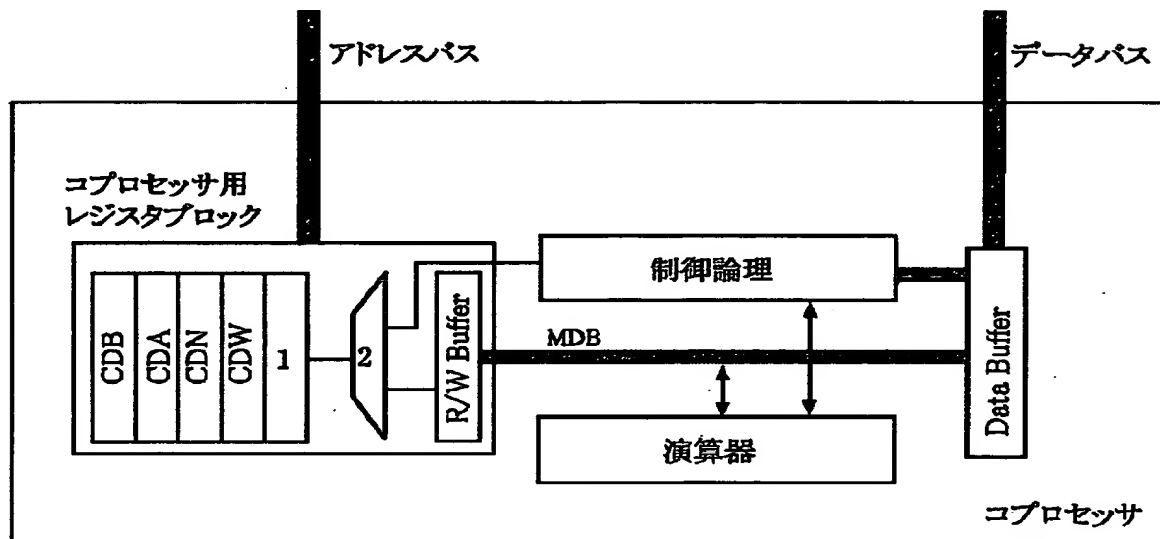 アドレスバス
データバス
コプロセッサ用
レジスタブロック
制御論理
CDB
CDA
CDN
CDW
1
2
R/W Buffer
MDB
Data Buffer
演算器
コプロセッサ